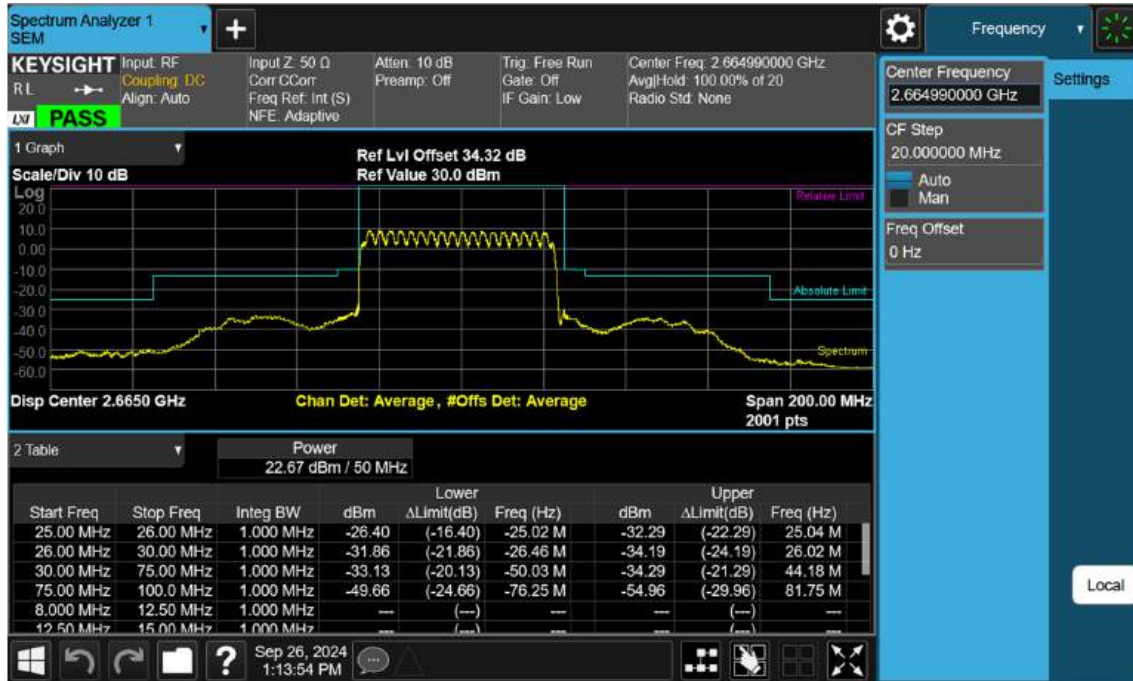 Spectrum Analyzer 1
SEM
+
Frequency
KEYSIGHT
RL
LXI
PASS
Input: RF
Coupling: DC
Align: Auto
Input Z: 50 Ω
Corr CCorr
Freq Ref: Int (S)
NFE: Adaptive
Atten: 10 dB
Preamp: Off
Trig: Free Run
Gate: Off
IF Gain: Low
Center Freq: 2.664990000 GHz
Avg|Hold: 100.00% of 20
Radio Std: None
Center Frequency
2.664990000 GHz
Settings
CF Step
20.000000 MHz
Auto
Man
Freq Offset
0 Hz
1 Graph
Scale/Div 10 dB
Ref Lvl Offset 34.32 dB
Ref Value 30.0 dBm
Log
Relative Limit
20.0
10.0
0.00
-10.0
-20.0
Absolute Limit
-30.0
-40.0
-50.0
Spectrum
-60.0
Disp Center 2.6650 GHz
Chan Det: Average, #Offs Det: Average
Span 200.00 MHz
2001 pts
2 Table
Power
22.67 dBm / 50 MHz
Lower Upper
Start Freq Stop Freq Integ BW dBm ΔLimit(dB) Freq (Hz) dBm ΔLimit(dB) Freq (Hz)
25.00 MHz 26.00 MHz 1.000 MHz -26.40 (-16.40) -25.02 M -32.29 (-22.29) 25.04 M
26.00 MHz 30.00 MHz 1.000 MHz -31.86 (-21.86) -26.46 M -34.19 (-24.19) 26.02 M
30.00 MHz 75.00 MHz 1.000 MHz -33.13 (-20.13) -50.03 M -34.29 (-21.29) 44.18 M
75.00 MHz 100.0 MHz 1.000 MHz -49.66 (-24.66) -76.25 M -54.96 (-29.96) 81.75 M
8.000 MHz 12.50 MHz 1.000 MHz --- (---) --- --- (---) ---
12.50 MHz 15.00 MHz 1.000 MHz --- (---) --- --- (---) ---
Local
?
Sep 26, 2024
1:13:54 PM